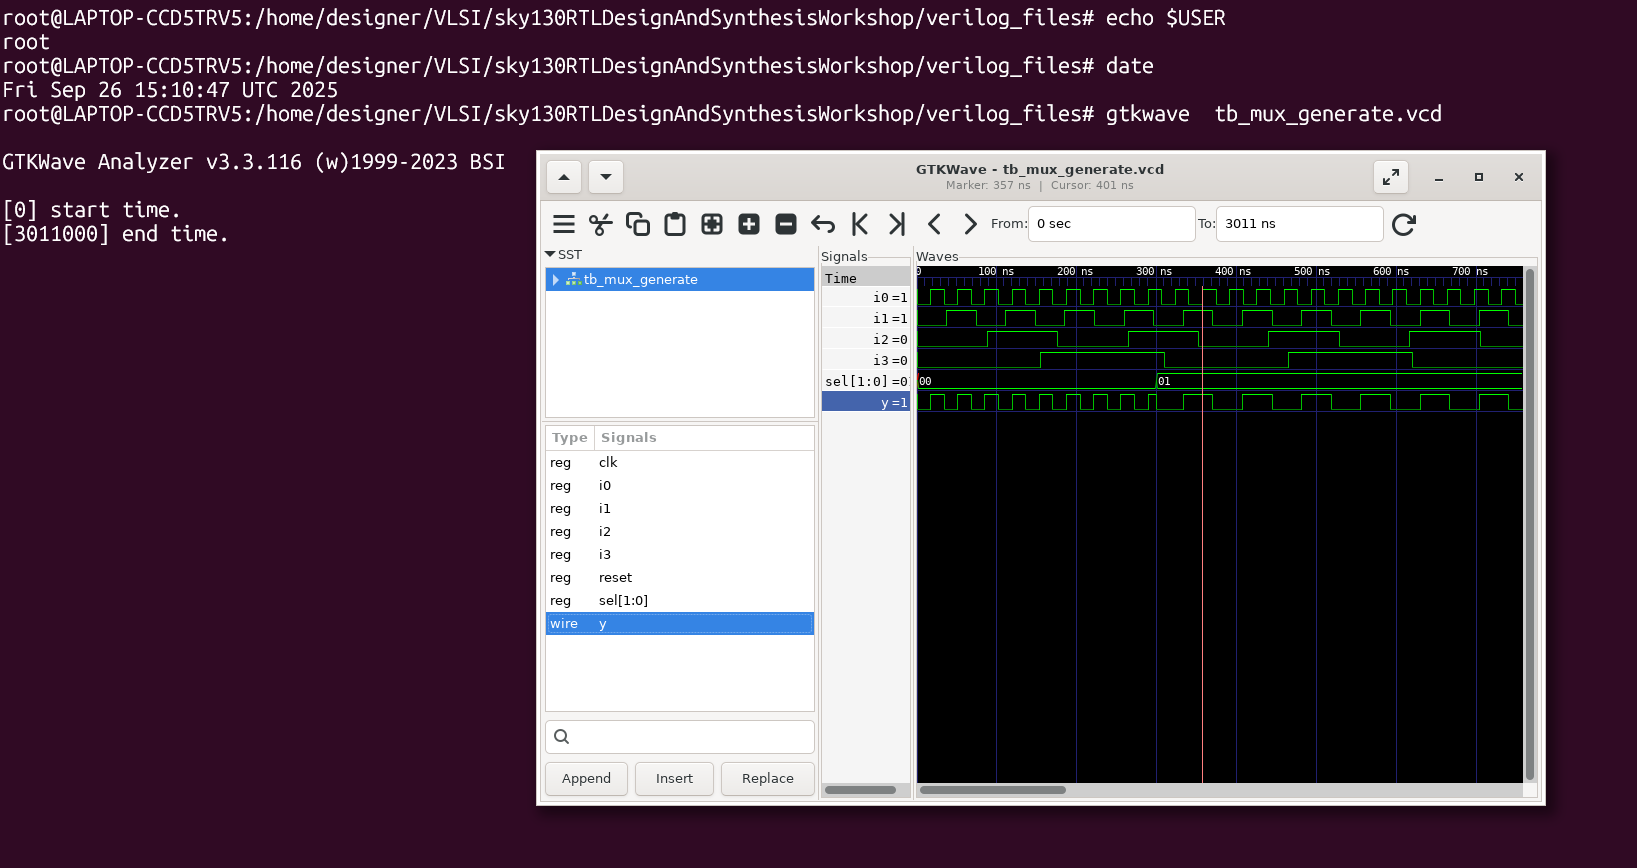 root@LAPTOP-CCD5TRV5:/home/designer/VLSI/sky130RTLDesignAndSynthesisWorkshop/verilog_files# echo $USER
root
root@LAPTOP-CCD5TRV5:/home/designer/VLSI/sky130RTLDesignAndSynthesisWorkshop/verilog_files# date
Fri Sep 26 15:10:47 UTC 2025
root@LAPTOP-CCD5TRV5:/home/designer/VLSI/sky130RTLDesignAndSynthesisWorkshop/verilog_files# gtkwave  tb_mux_generate.vcd
GTKWave Analyzer v3.3.116 (w)1999-2023 BSI
[0] start time.
[3011000] end time.
GTKWave - tb_mux_generate.vcd
Marker: 357 ns | Cursor: 401 ns
From: 0 sec To: 3011 ns
SST
tb_mux_generate
Type Signals
reg clk
reg i0
reg i1
reg i2
reg i3
reg reset
reg sel[1:0]
wire y
Append Insert Replace
Signals
Time
i0=1
i1=1
i2=0
i3=0
sel[1:0]=0
y=1
Waves
0 100 ns 200 ns 300 ns 400 ns 500 ns 600 ns 700 ns
00 01